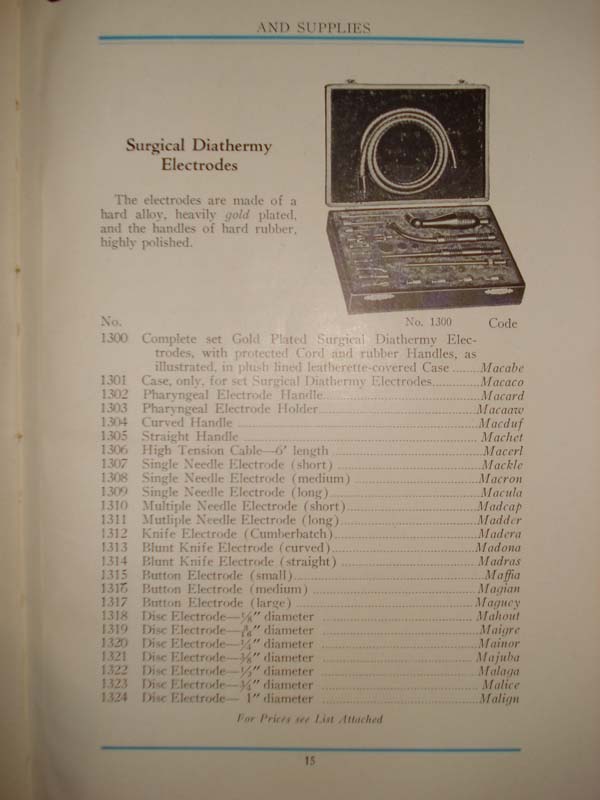 AND SUPPLIES
Surgical Diathermy
Electrodes
The electrodes are made of a
hard alloy, heavily gold plated,
and the handles of hard rubber,
highly polished.
No. No. 1300 Code
1300 Complete set Gold Plated Surgical Diathermy Elec-
trodes, with protected Cord and rubber Handles, as
illustrated, in plush lined leatherette-covered Case ......Macabe
1301 Case, only, for set Surgical Diathermy Electrodes................Macaco
1302 Pharyngeal Electrode Handle................Macard
1303 Pharyngeal Electrode Holder................Macaaw
1304 Curved Handle ................Macduf
1305 Straight Handle ................Machet
1306 High Tension Cable—6' length ................Macerl
1307 Single Needle Electrode (short) ................Mackle
1308 Single Needle Electrode (medium) ................Macron
1309 Single Needle Electrode (long)................Macula
1310 Multiple Needle Electrode (short)................Madcap
1311 Mutliple Needle Electrode (long)................Madder
1312 Knife Electrode (Cumberbatch)................Madera
1313 Blunt Knife Electrode (curved)................Madona
1314 Blunt Knife Electrode (straight) ................Madras
1315 Button Electrode (small)................Maffia
1316 Button Electrode (medium) ................Magian
1317 Button Electrode (large) ................Maguey
1318 Disc Electrode—⅛" diameter ................Mahout
1319 Disc Electrode—3/16" diameter ................Maigre
1320 Disc Electrode—¼" diameter ................Mainor
1321 Disc Electrode—⅜" diameter ................Majuba
1322 Disc Electrode—½" diameter ................Malaga
1323 Disc Electrode—¾" diameter ................Malice
1324 Disc Electrode— 1" diameter ................Malign
For Prices see List Attached
15